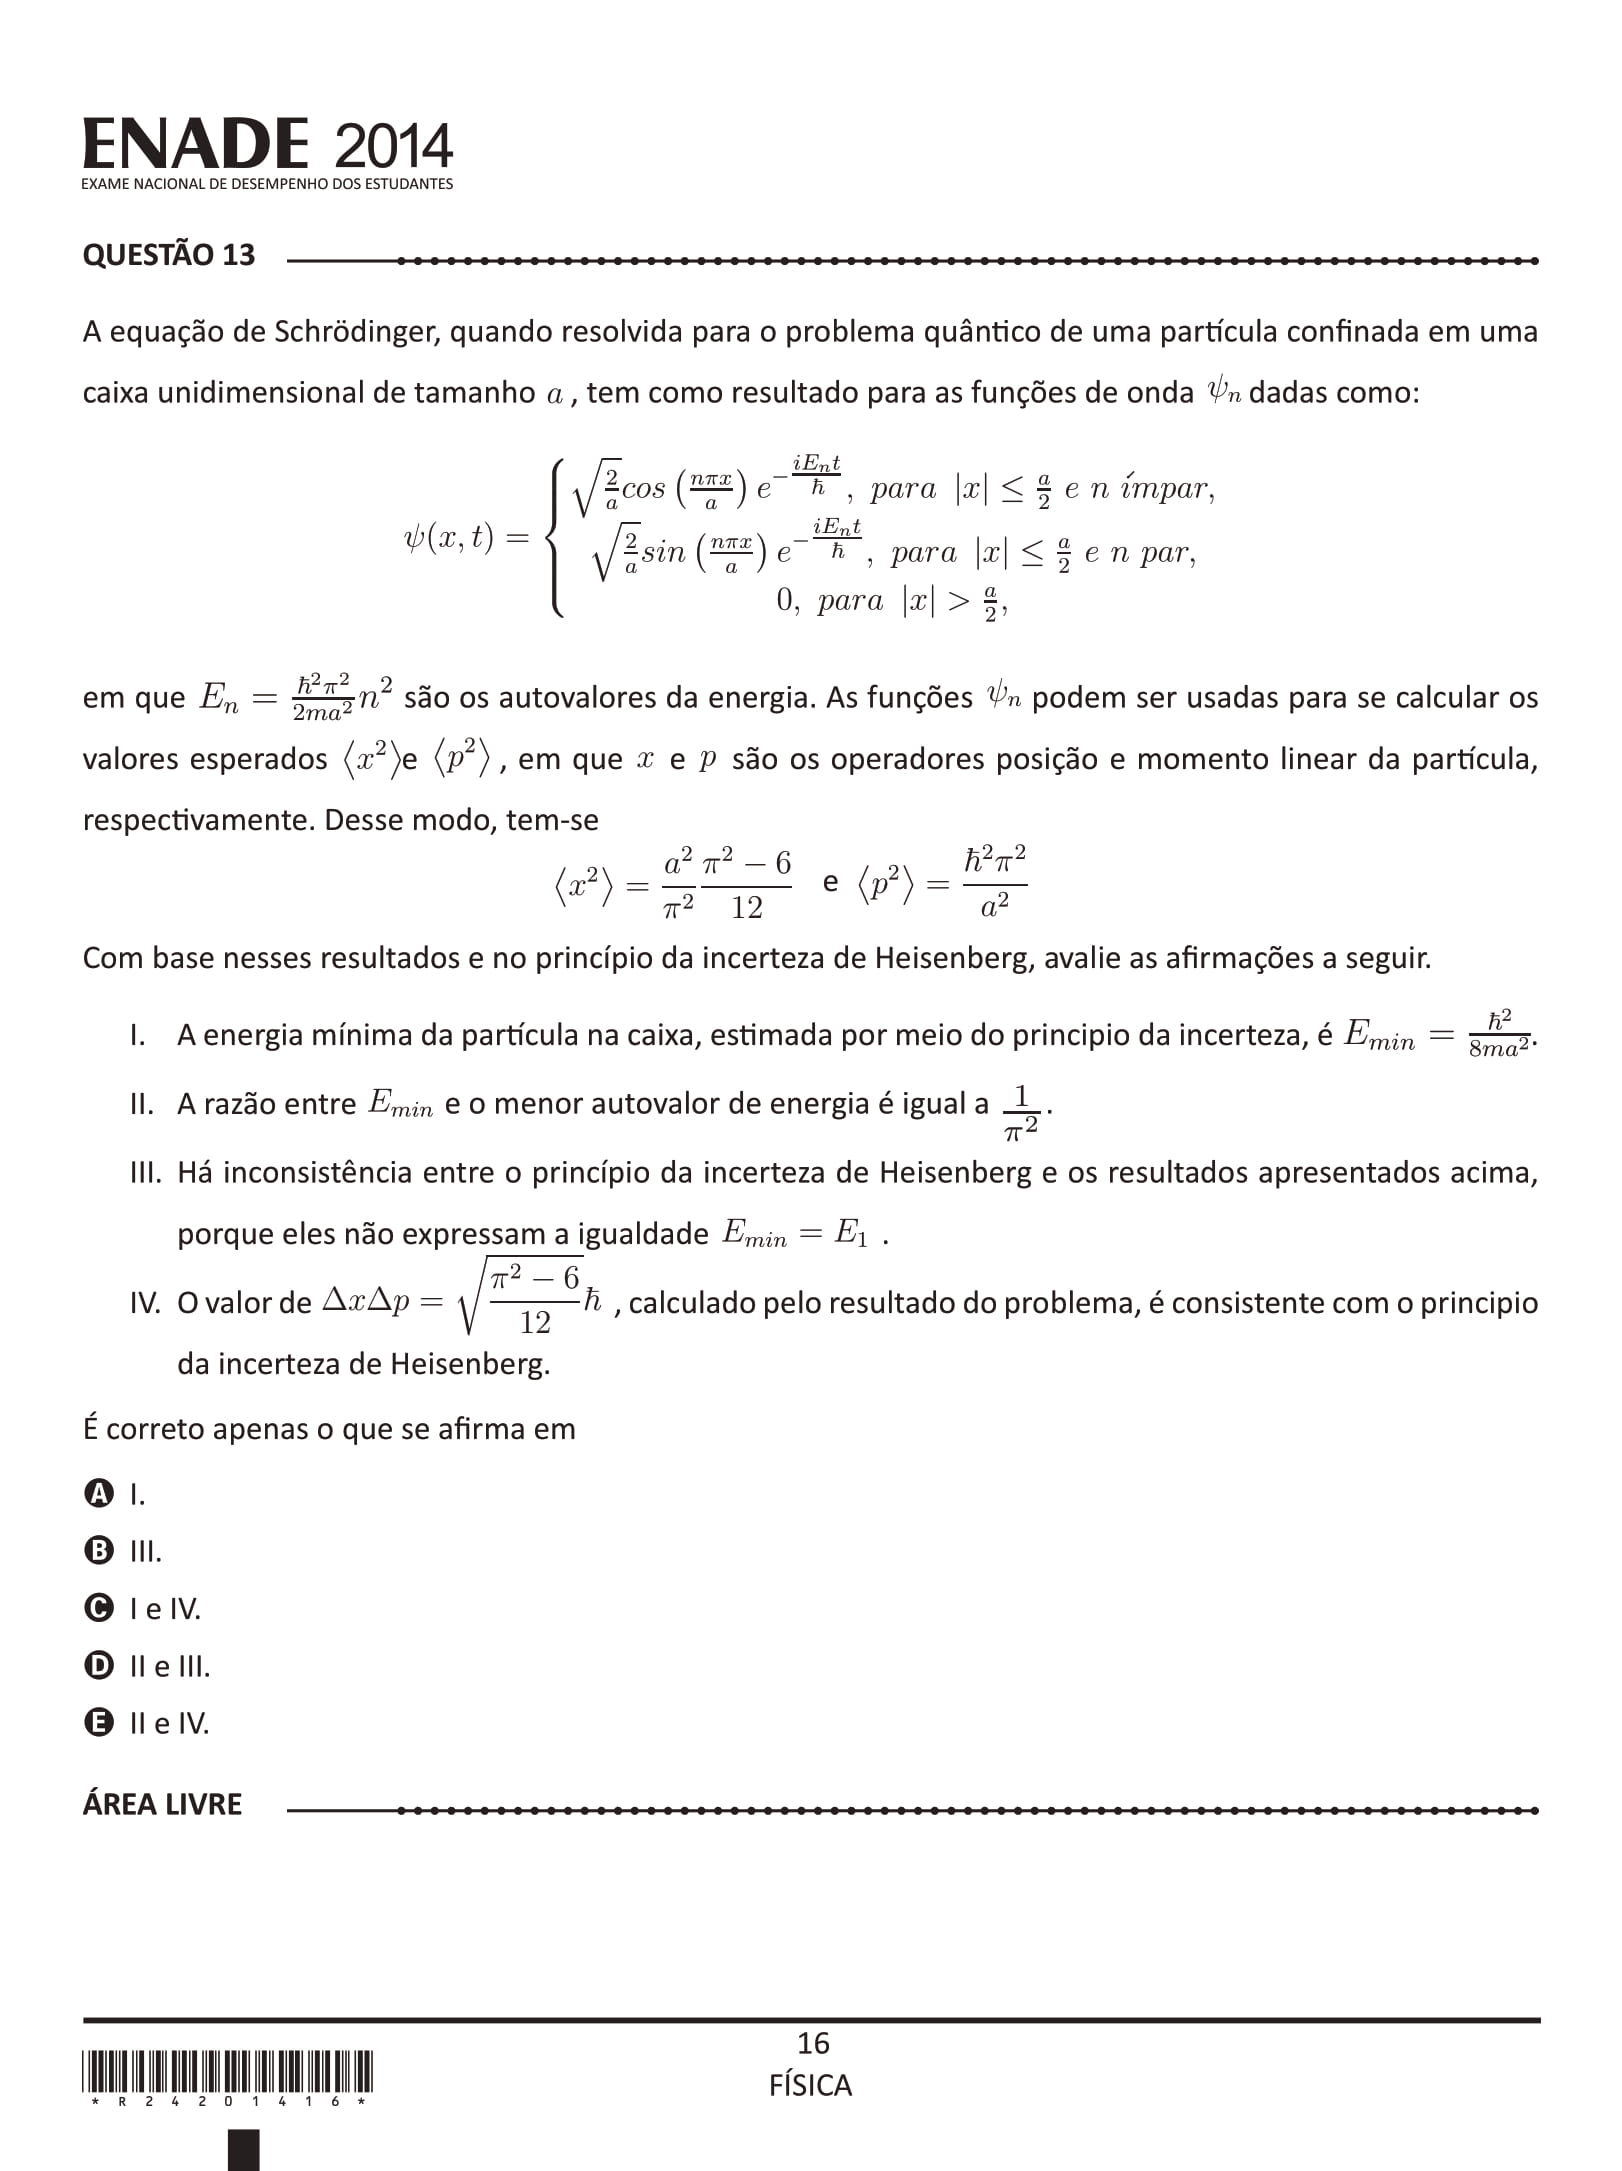 ENADE 2014
EXAME NACIONAL DE DESEMPENHO DOS ESTUDANTES
QUESTÃO 13
A equação de Schrödinger, quando resolvida para o problema quântico de uma partícula confinada em uma
caixa unidimensional de tamanho $a$ , tem como resultado para as funções de onda $\psi_n$ dadas como:
$\psi(x,t) = \begin{cases} \sqrt{\frac{2}{a}} cos\left(\frac{n\pi x}{a}\right) e^{-\frac{iE_nt}{\hbar}}, \ para \ |x| \leq \frac{a}{2} \ e \ n \ ímpar, \\ \sqrt{\frac{2}{a}} sin\left(\frac{n\pi x}{a}\right) e^{-\frac{iE_nt}{\hbar}}, \ para \ |x| \leq \frac{a}{2} \ e \ n \ par, \\ 0, \ para \ |x| > \frac{a}{2}, \end{cases}$
em que $E_n = \frac{\hbar^2\pi^2}{2ma^2}n^2$ são os autovalores da energia. As funções $\psi_n$ podem ser usadas para se calcular os
valores esperados $\langle x^2 \rangle$e $\langle p^2 \rangle$ , em que $x$ e $p$ são os operadores posição e momento linear da partícula,
respectivamente. Desse modo, tem-se
$\langle x^2 \rangle = \frac{a^2}{\pi^2}\frac{\pi^2 - 6}{12}$ e $\langle p^2 \rangle = \frac{\hbar^2\pi^2}{a^2}$
Com base nesses resultados e no princípio da incerteza de Heisenberg, avalie as afirmações a seguir.
I. A energia mínima da partícula na caixa, estimada por meio do principio da incerteza, é $E_{min} = \frac{\hbar^2}{8ma^2}$.
II. A razão entre $E_{min}$ e o menor autovalor de energia é igual a $\frac{1}{\pi^2}$.
III. Há inconsistência entre o princípio da incerteza de Heisenberg e os resultados apresentados acima,
porque eles não expressam a igualdade $E_{min} = E_1$ .
IV. O valor de $\Delta x \Delta p = \sqrt{\frac{\pi^2 - 6}{12}}\hbar$ , calculado pelo resultado do problema, é consistente com o principio
da incerteza de Heisenberg.
É correto apenas o que se afirma em
A I.
B III.
C I e IV.
D II e III.
E II e IV.
ÁREA LIVRE
16
FÍSICA
* R 2 4 2 0 1 4 1 6 *